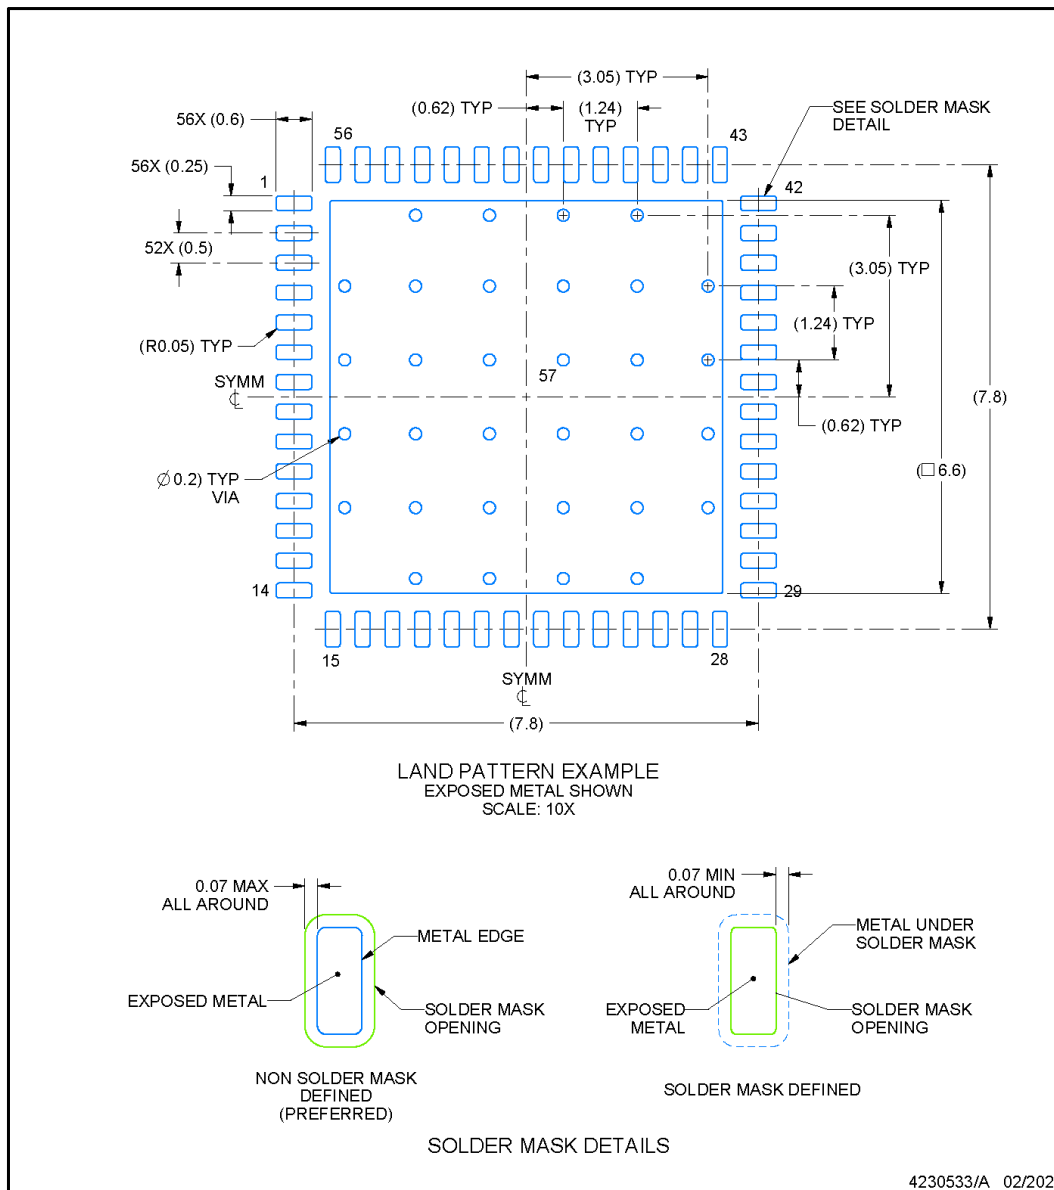 (3.05) TYP
(0.62) TYP
(1.24)
TYP
SEE SOLDER MASK
DETAIL
56X (0.6)
56
43
56X (0.25)
1
42
52X (0.5)
(3.05) TYP
(1.24) TYP
(R0.05) TYP
57
SYMM
℄
(7.8)
(0.62) TYP
(□ 6.6)
∅ 0.2) TYP
VIA
14
29
15
28
SYMM
℄
(7.8)
LAND PATTERN EXAMPLE
EXPOSED METAL SHOWN
SCALE: 10X
0.07 MAX
ALL AROUND
0.07 MIN
ALL AROUND
METAL EDGE
METAL UNDER
SOLDER MASK
EXPOSED METAL
SOLDER MASK
OPENING
EXPOSED
METAL
SOLDER MASK
OPENING
NON SOLDER MASK
DEFINED
(PREFERRED)
SOLDER MASK DEFINED
SOLDER MASK DETAILS
4230533/A 02/202